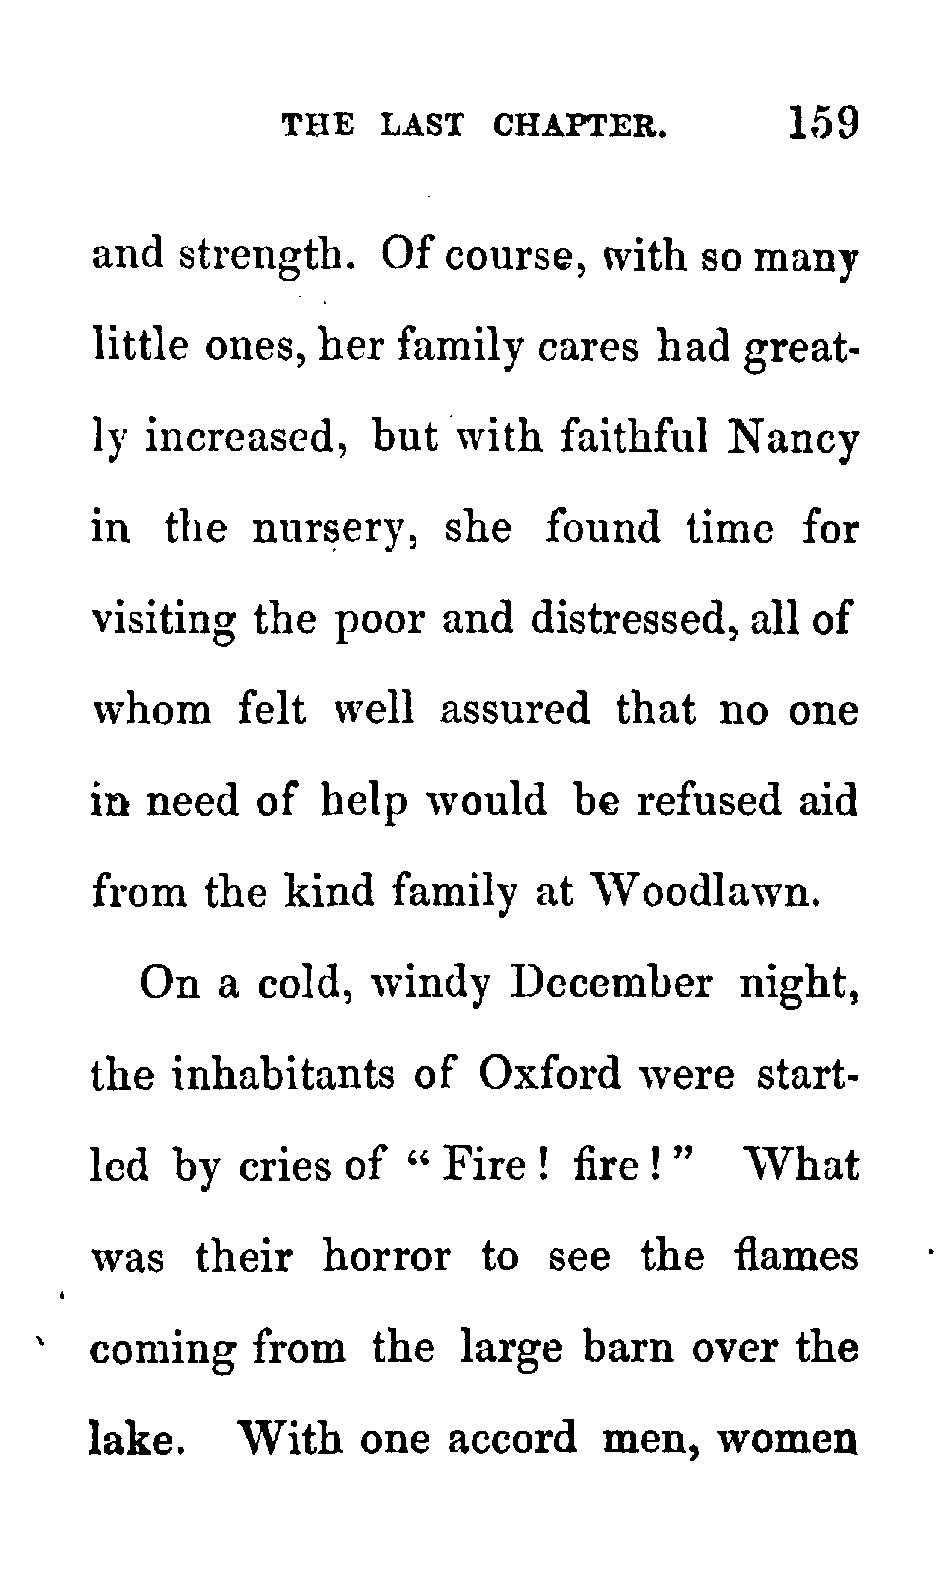 THE LAST CHAPTER. 159
and strength. Of course, with so many
little ones, her family cares had great-
ly increased, but with faithful Nancy
in the nursery, she found time for
visiting the poor and distressed, all of
whom felt well assured that no one
in need of help would be refused aid
from the kind family at Woodlawn.
On a cold, windy December night,
the inhabitants of Oxford were start-
led by cries of “ Fire ! fire ! ” What
was their horror to see the flames
coming from the large barn over the
lake. With one accord men, women